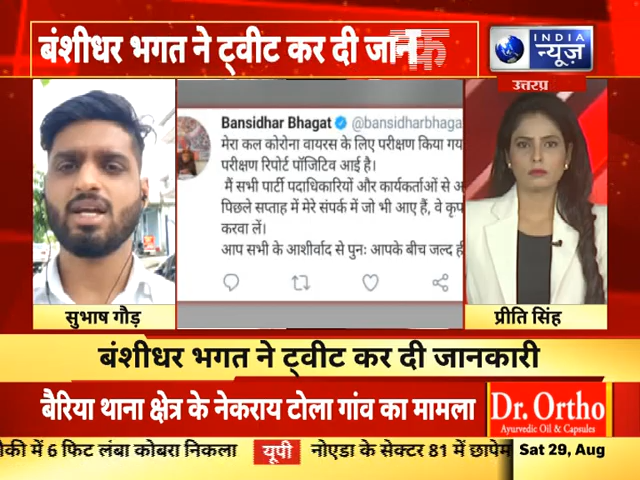 बंशीधर भगत ने ट्वीट कर दी
INDIA
न्यूज़
उत्तरप्र
Bansidhar Bhagat @bansidharbhaga
मेरा कल कोरोना वायरस के लिए परीक्षण किया गय
परीक्षण रिपोर्ट पॉजिटिव आई है।
मैं सभी पार्टी पदाधिकारियों और कार्यकर्ताओं से अ
पिछले सप्ताह में मेरे संपर्क में जो भी आए हैं, वे कृप
करवा लें।
आप सभी के आशीर्वाद से पुनः आपके बीच जल्द ही
सुभाष गौड़
प्रीति सिंह
बंशीधर भगत ने ट्वीट कर दी जानकारी
बैरिया थाना क्षेत्र के नेकराय टोला गांव का मामला
Dr. Ortho
Ayurvedic Oil & Capsules
ोकी में 6 फिट लंबा कोबरा निकला यूपी नोएडा के सेक्टर 81 में छापेम
Sat 29, Aug